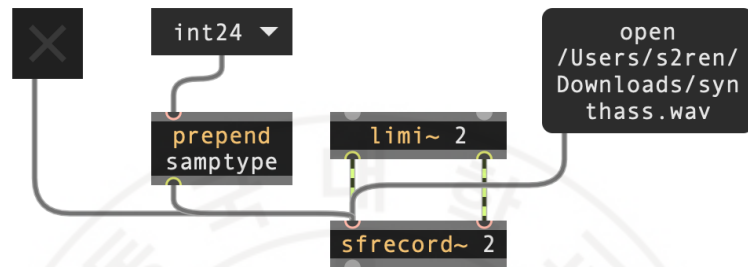 int24
open
/Users/s2ren/
Downloads/syn
thass.wav
prepend
samptype
limi~ 2
sfrecord~ 2